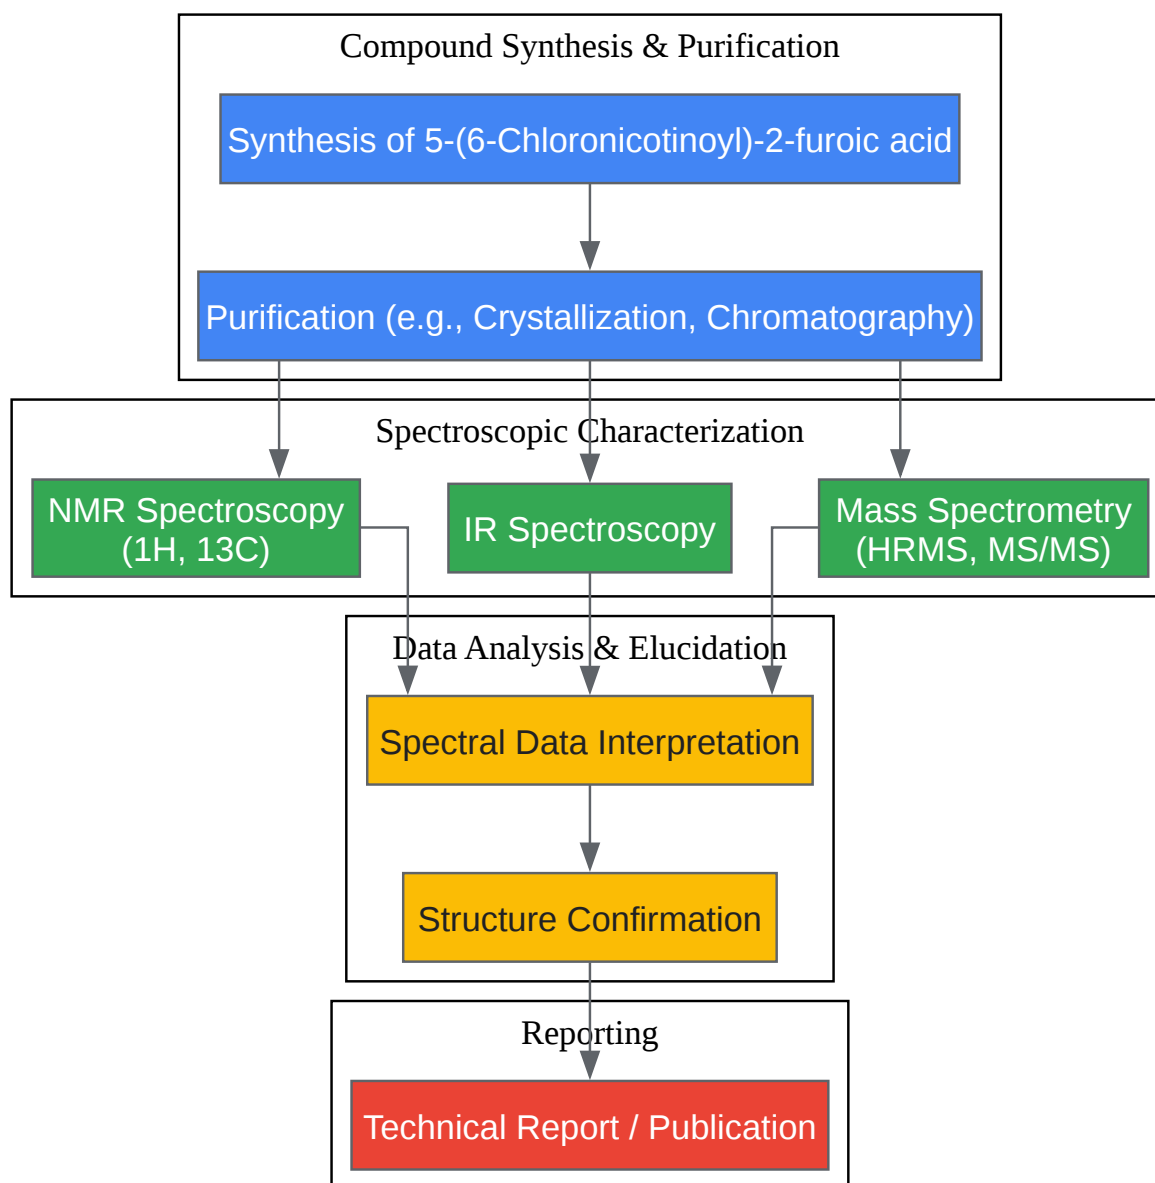 Compound Synthesis & Purification
Synthesis of 5-(6-Chloronicotinoyl)-2-furoic acid
Purification (e.g., Crystallization, Chromatography)
Spectroscopic Characterization
NMR Spectroscopy
(1H, 13C)
IR Spectroscopy
Mass Spectrometry
(HRMS, MS/MS)
Data Analysis & Elucidation
Spectral Data Interpretation
Structure Confirmation
Reporting
Technical Report / Publication